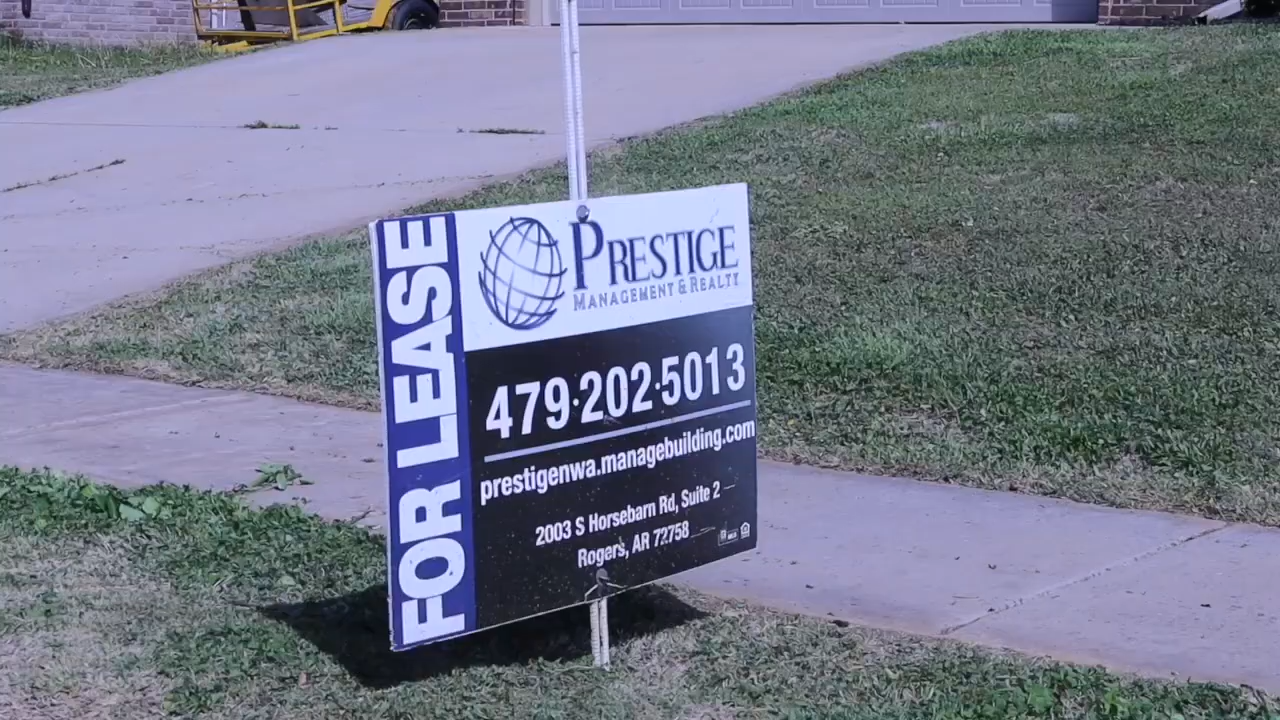 FOR LEASE
PRESTIGE
MANAGEMENT & REALTY
479·202·5013
prestigenwa.managebuilding.com
2003 S Horsebarn Rd, Suite 2
Rogers, AR 72758